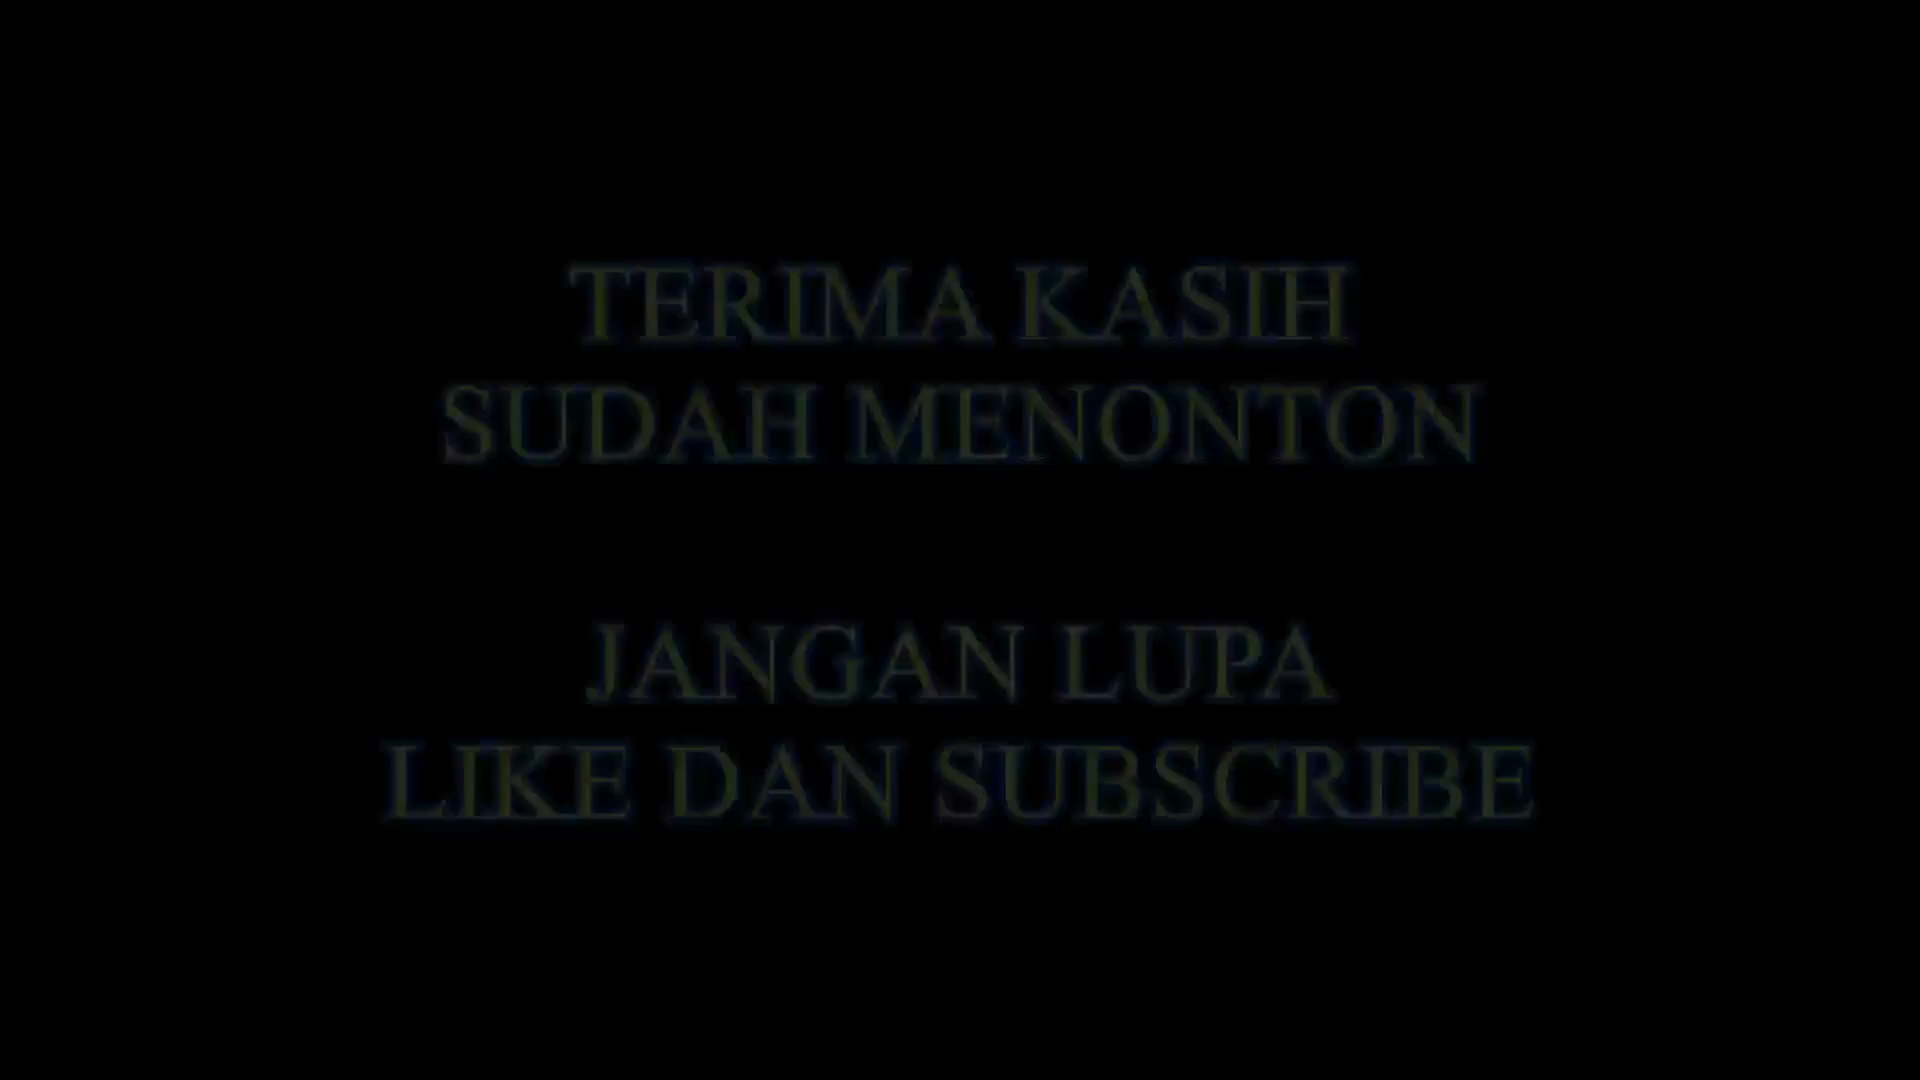 TERIMA KASIH
SUDAH MENONTON
JANGAN LUPA
LIKE DAN SUBSCRIBE